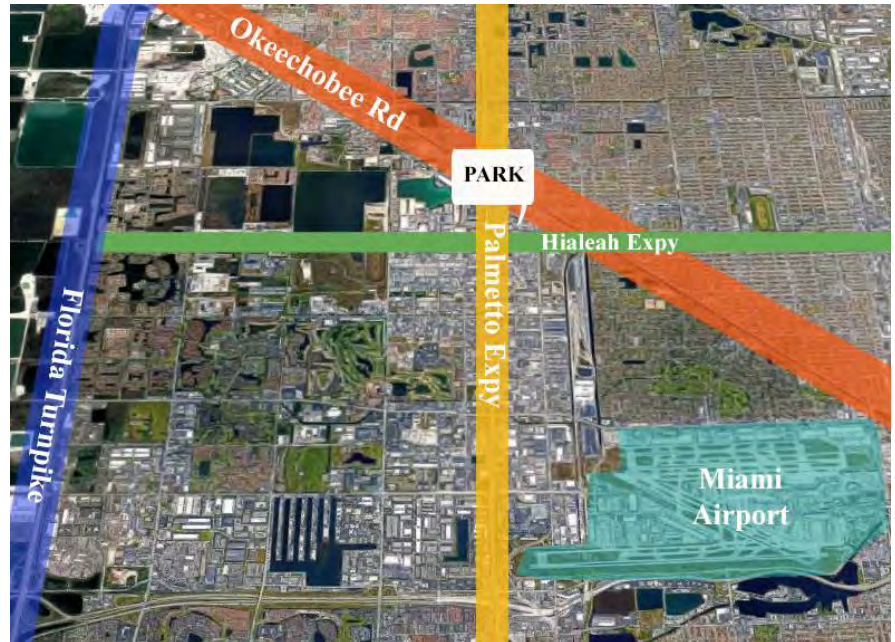 Okeechobee Rd
PARK
Hialeah Expy
Palmetto Expy
Florida Turnpike
Miami
Airport